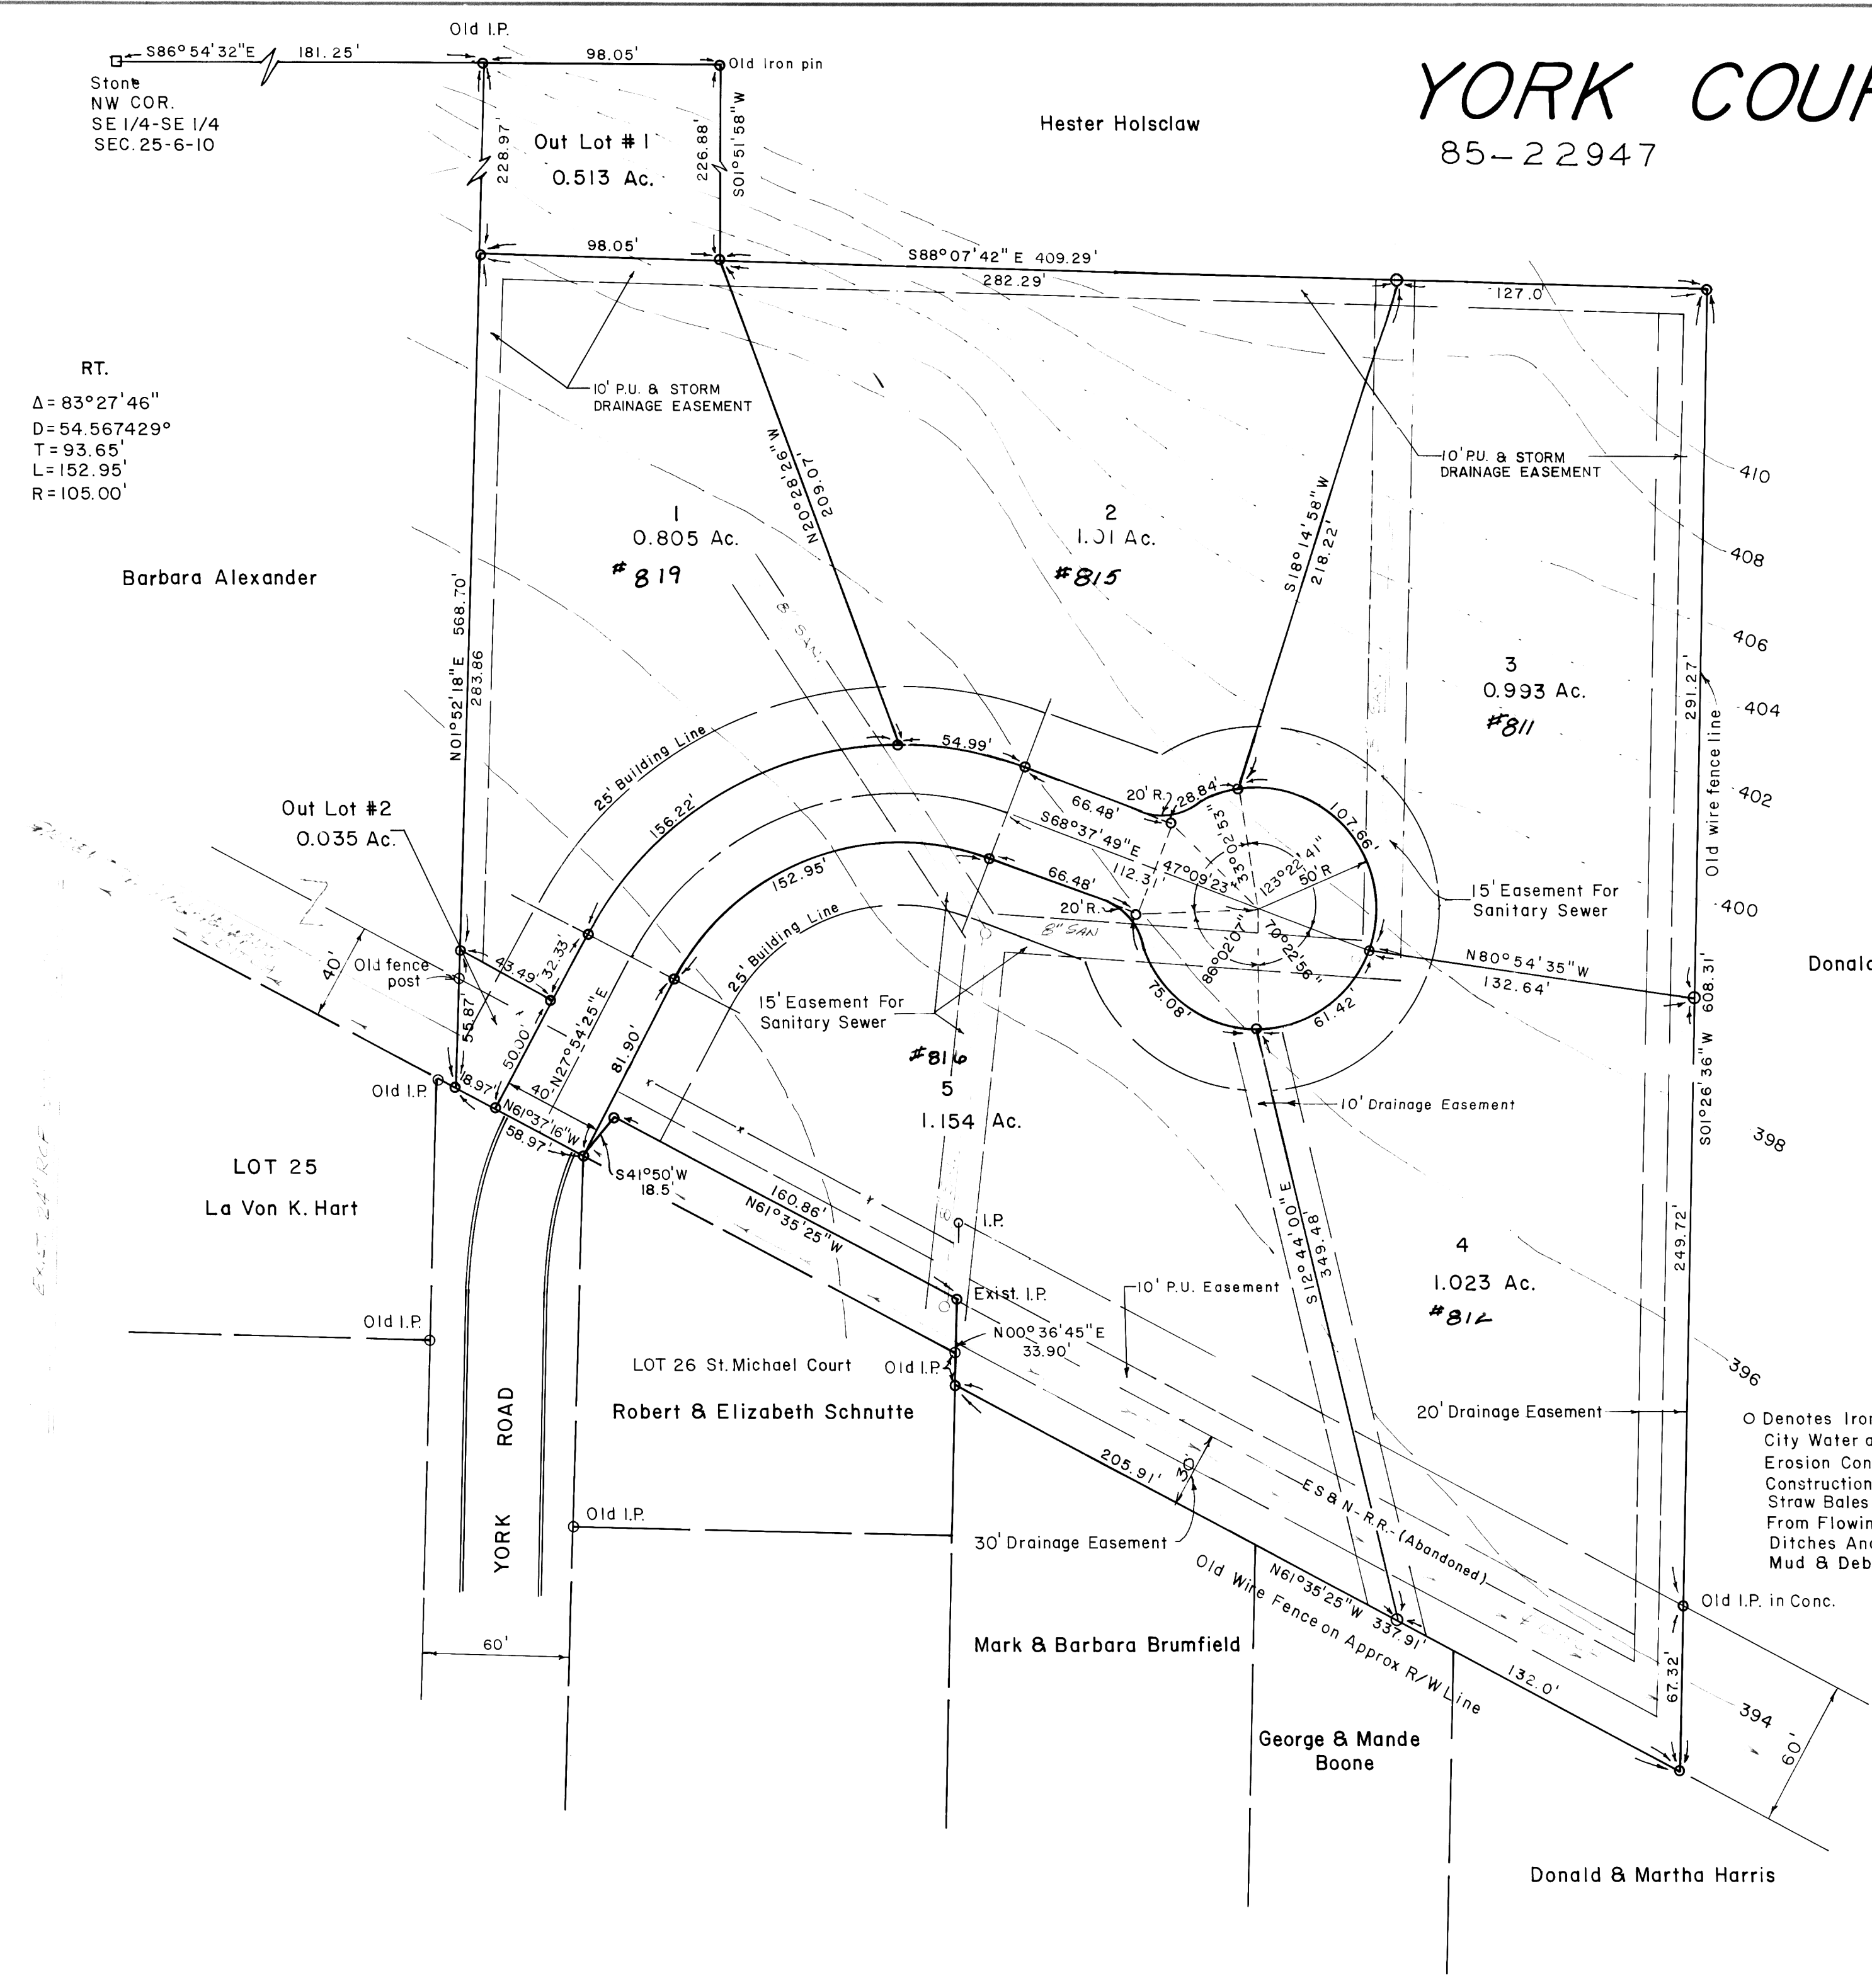 Old I.P.
S86°54'32"E 181.25'
98.05'
Old Iron pin
Stone
NW COR.
SE 1/4-SE 1/4
SEC. 25-6-10
YORK COUR
85-22947
Hester Holsclaw
228.97'
Out Lot #1
0.513 Ac.
226.88'
S01°51'58"W
98.05'
S88°07'42"E 409.29'
282.29'
127.0'
RT.
Δ=83°27'46"
D=54.567429°
T=93.65'
L=152.95'
R=105.00'
10' P.U. & STORM
DRAINAGE EASEMENT
10' P.U. & STORM
DRAINAGE EASEMENT
N20°28'26"W
209.07'
S18°14'58"W
218.22'
410
408
406
404
402
400
398
396
394
1
0.805 Ac.
#819
2
1.01 Ac.
#815
3
0.993 Ac.
#811
Barbara Alexander
N01°52'18"E 568.70'
283.86
8" SAN.
291.27'
Old wire fence line
25' Building Line
156.22'
54.99'
66.48'
20' R.
28.84'
33°02'53"
107.66'
S68°37'49"E
112.3'
47°09'23"
123°22'41"
50' R
Out Lot #2
0.035 Ac.
152.95'
66.48'
20' R.
8" SAN
86°02'07"
70°22'56"
15' Easement For
Sanitary Sewer
N80°54'35"W
132.64'
Donald
40'
Old fence
post
43.49'
32.33'
25' Building Line
15' Easement For
Sanitary Sewer
75.08'
61.42'
S01°26'36"W 608.31'
55.87'
50.00'
N27°54'25"E
81.90'
#816
5
1.154 Ac.
10' Drainage Easement
Old I.P.
18.97'
40'
N61°37'16"W
58.97'
S41°50'W
18.5'
LOT 25
La Von K. Hart
EXIST. 24" RCP
160.86'
N61°35'25"W
I.P.
Exist. I.P.
S12°44'00"E
349.48'
4
1.023 Ac.
#812
249.72'
10' P.U. Easement
Old I.P.
N00°36'45"E
33.90'
LOT 26 St. Michael Court
Old I.P.
Robert & Elizabeth Schnutte
YORK ROAD
20' Drainage Easement
O Denotes Iron
City Water a
Erosion Con
Construction
Straw Bales
From Flowin
Ditches And
Mud & Deb
205.91'
30'
E S & N - R.R. - (Abandoned)
Old I.P.
30' Drainage Easement
N61°35'25"W 337.91'
Old Wire Fence on Approx R/W Line
Old I.P. in Conc.
60'
Mark & Barbara Brumfield
132.0'
67.32'
60'
George & Mande
Boone
Donald & Martha Harris